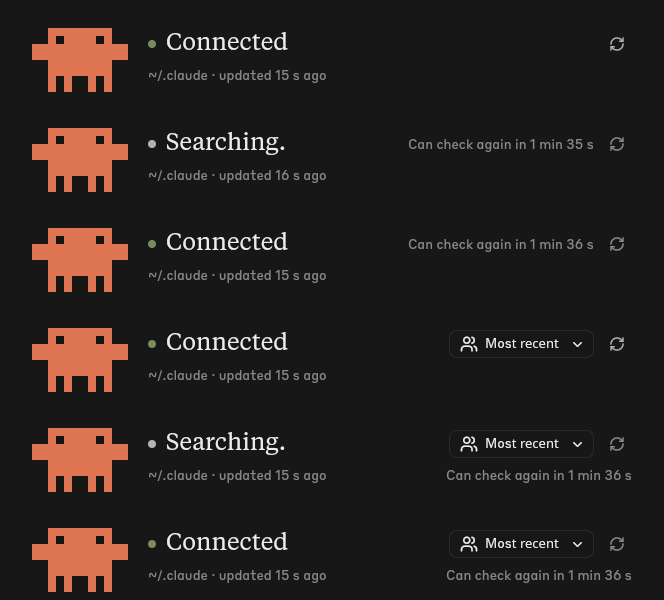 Connected
~/.claude · updated 15 s ago
Searching.
Can check again in 1 min 35 s
~/.claude · updated 16 s ago
Connected
Can check again in 1 min 36 s
~/.claude · updated 15 s ago
Connected
Most recent
~/.claude · updated 15 s ago
Searching.
Most recent
~/.claude · updated 15 s ago
Can check again in 1 min 36 s
Connected
Most recent
~/.claude · updated 15 s ago
Can check again in 1 min 36 s